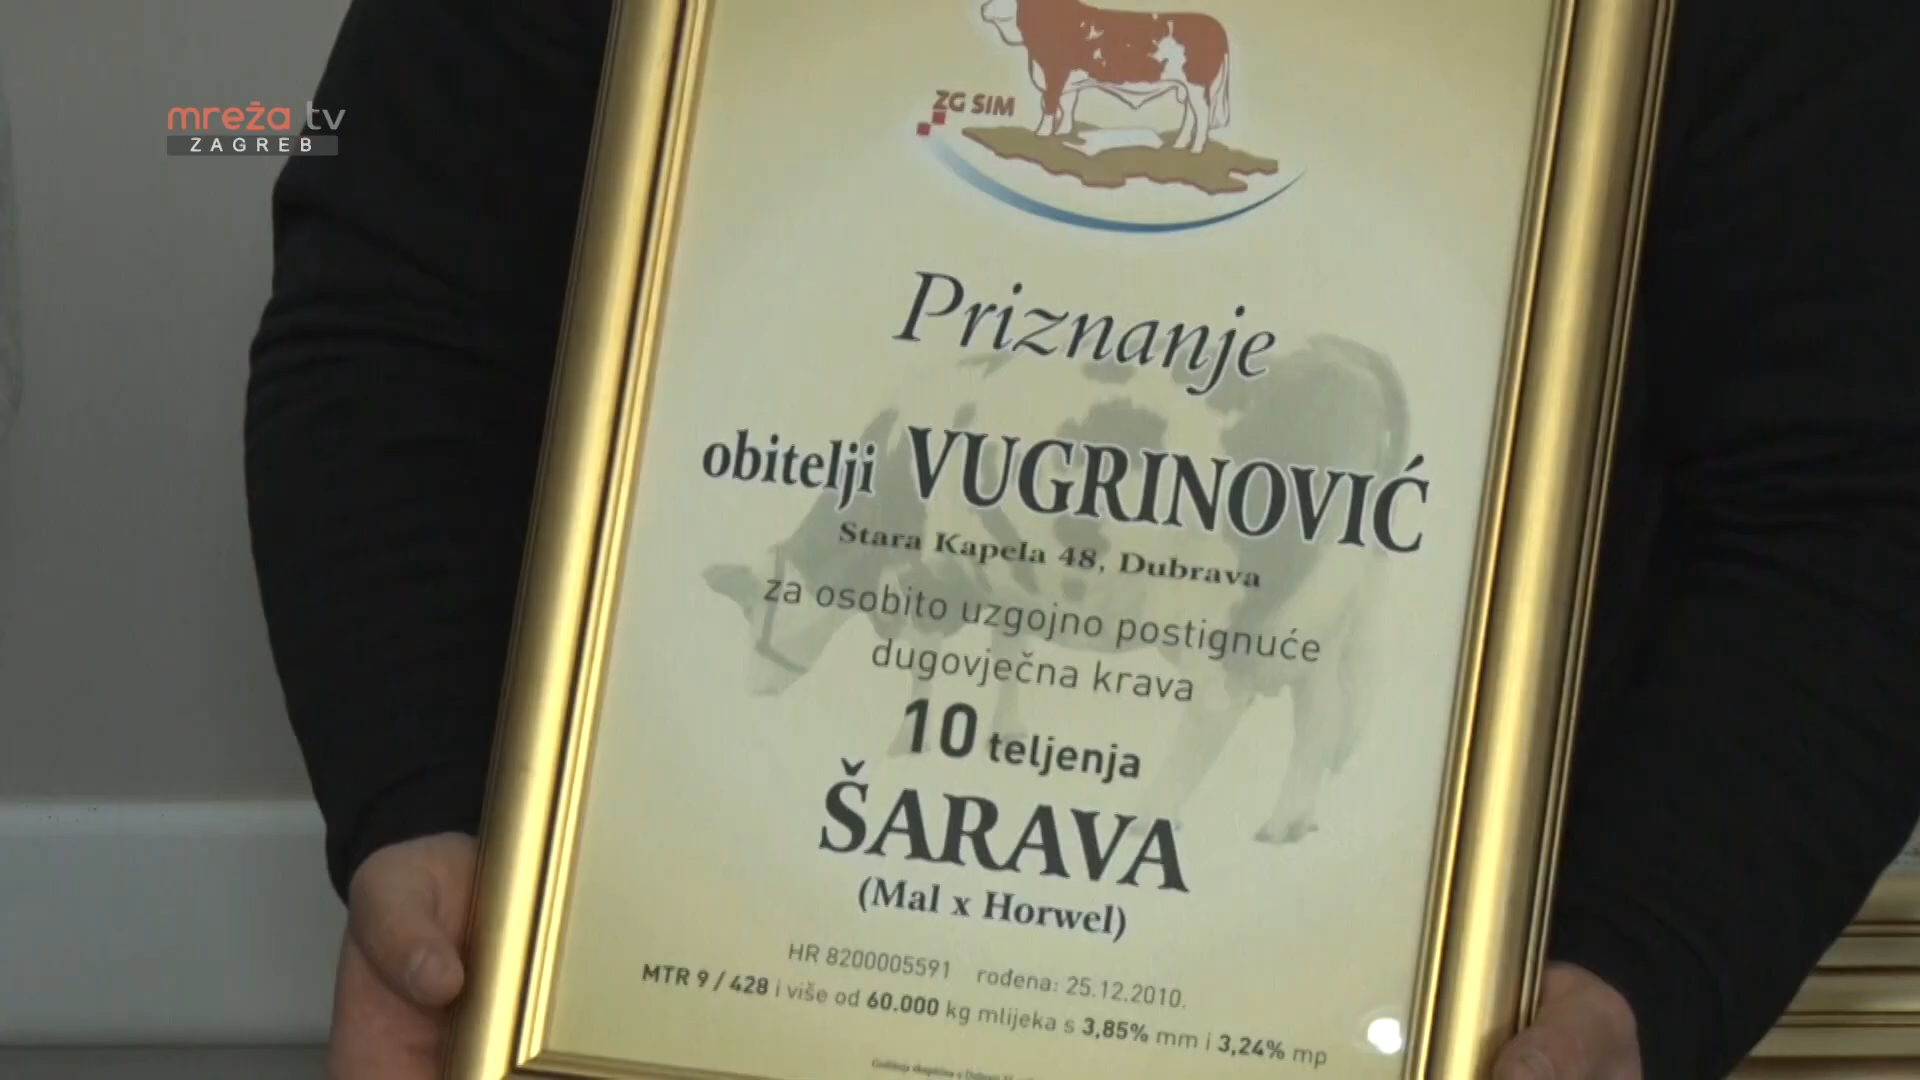 mreža tv
ZAGREB
ZG SIM
Priznanje
obitelji VUGRINOVIĆ
Stara Kapela 48, Dubrava
za osobito uzgojno postignuće
dugovječna krava
10 teljenja
ŠARAVA
(Mal x Horwel)
HR 8200005591 rođena: 25.12.2010.
MTR 9 / 428 i više od 60.000 kg mlijeka s 3,85% mm i 3,24% mp